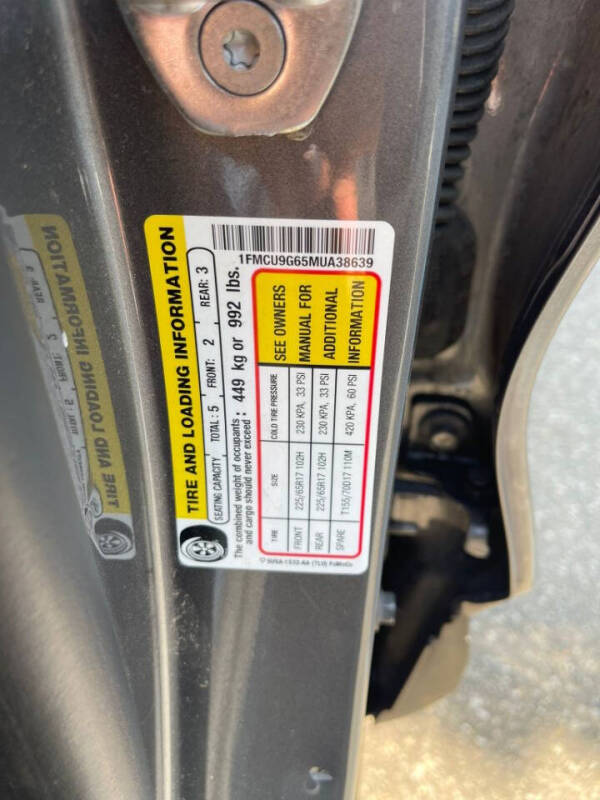 TIRE AND LOADING INFORMATION
SEATING CAPACITY TOTAL: 5 FRONT: 2 REAR: 3
The combined weight of occupants and cargo should never exceed: 449 kg or 992 lbs.
1FMCU9G65MUA38639
TIRE SIZE COLD TIRE PRESSURE
FRONT 225/65R17 102H 230 KPA, 33 PSI
REAR 225/65R17 102H 230 KPA, 33 PSI
SPARE T155/70D17 110M 420 KPA, 60 PSI
SEE OWNERS
MANUAL FOR
ADDITIONAL
INFORMATION